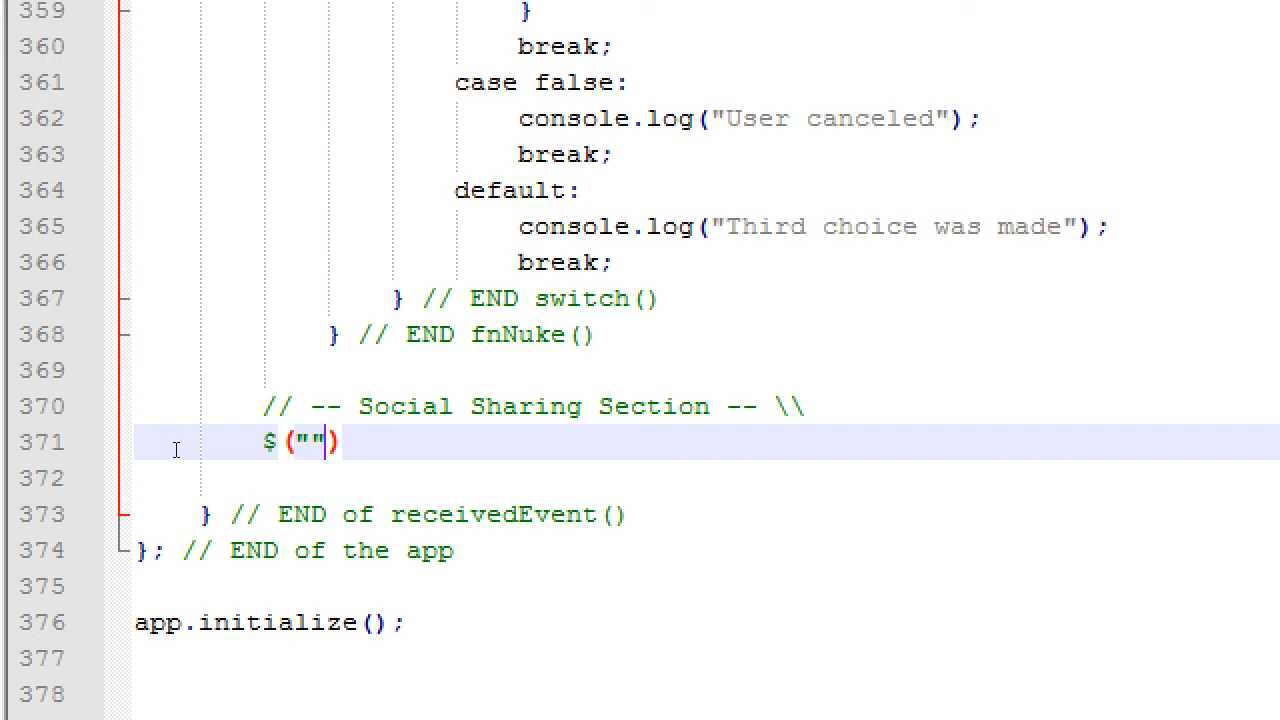 359 }
360 break;
361 case false:
362 console.log("User canceled");
363 break;
364 default:
365 console.log("Third choice was made");
366 break;
367 } // END switch()
368 } // END fnNuke()
369
370 // -- Social Sharing Section -- \\
371 $("")
372
373 } // END of receivedEvent()
374 }; // END of the app
375
376 app.initialize();
377
378